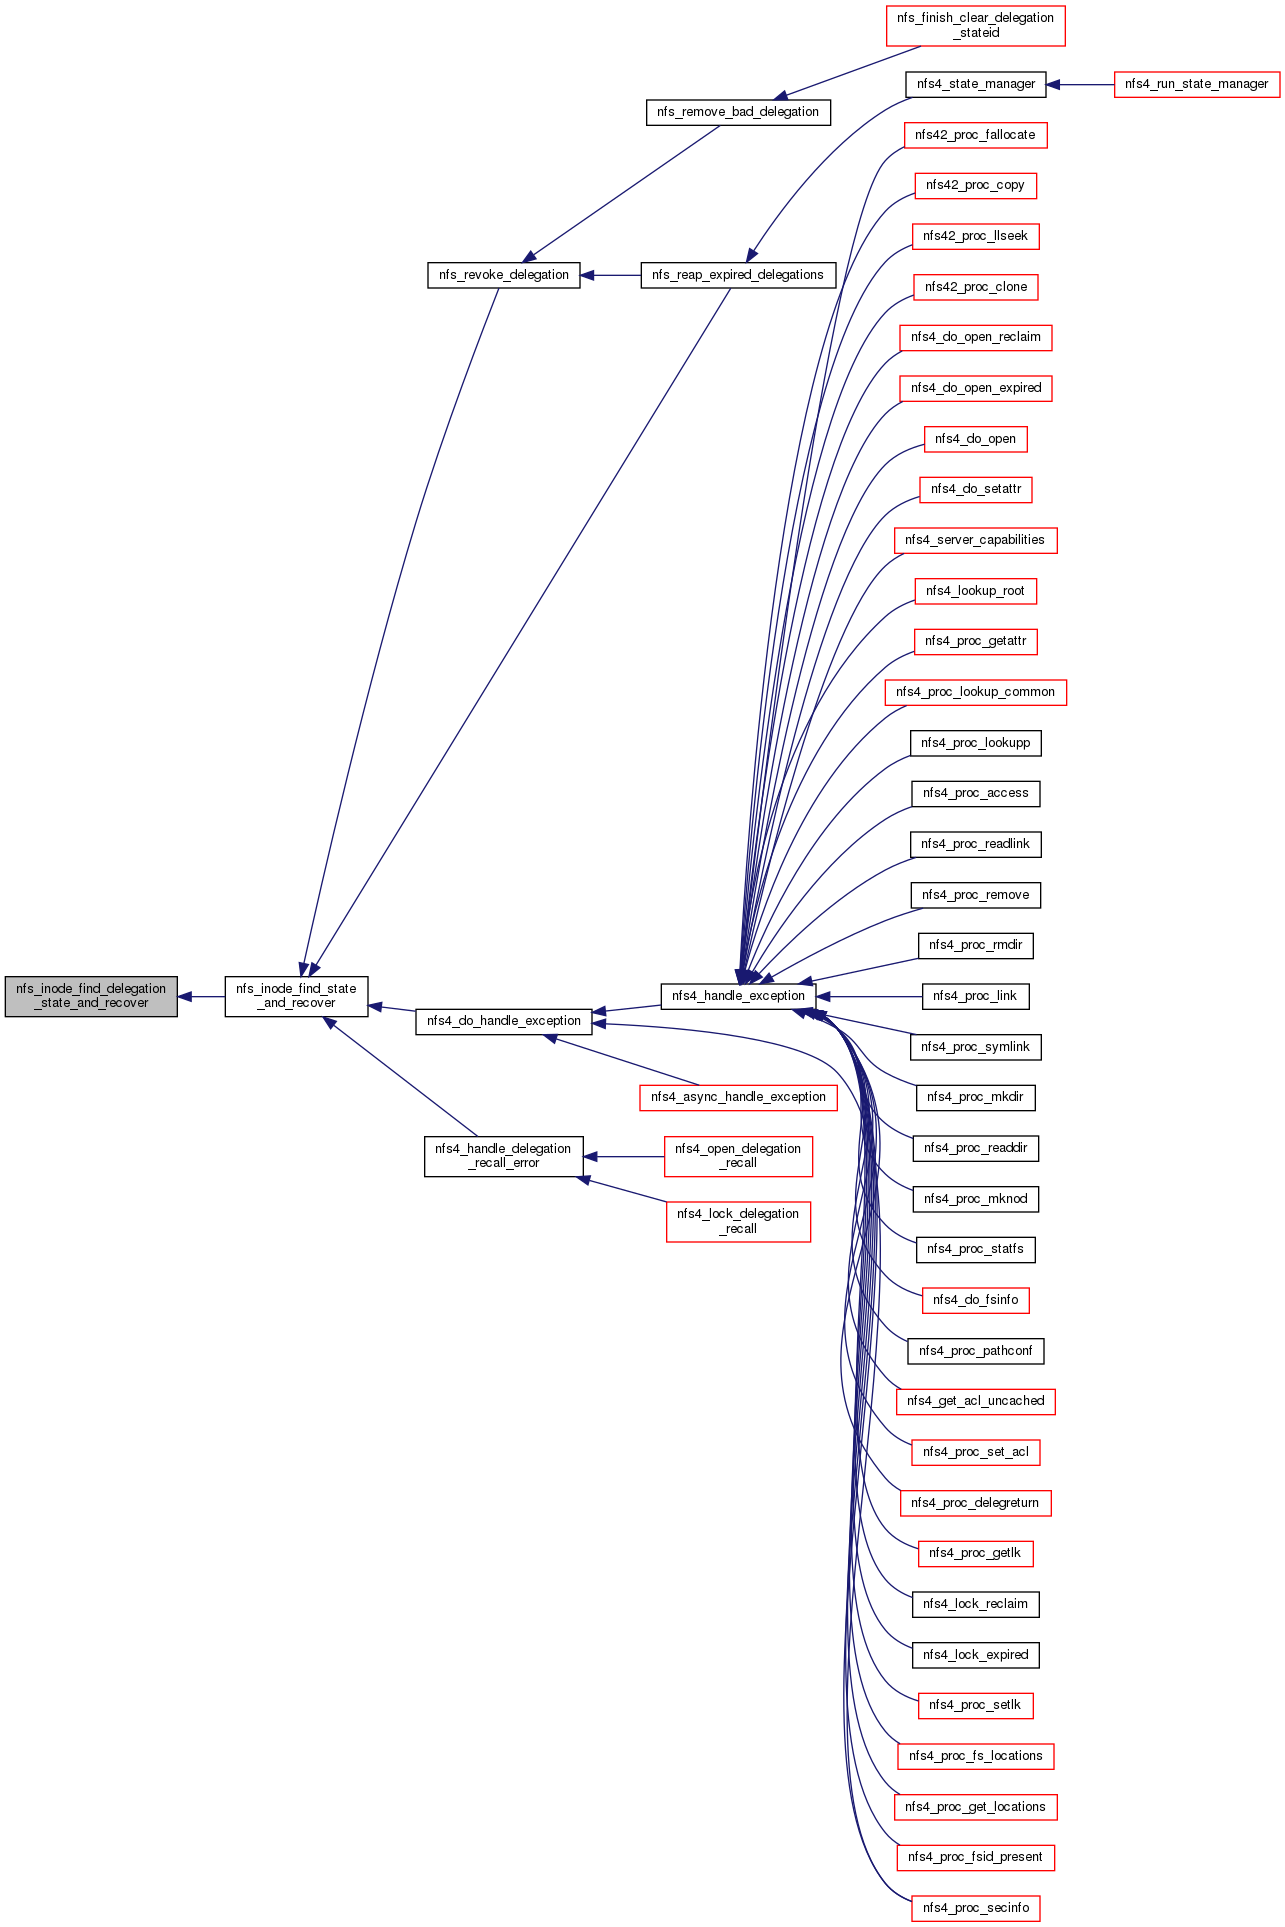 nfs_finish_clear_delegation
_stateid
nfs4_state_manager
nfs4_run_state_manager
nfs_remove_bad_delegation
nfs42_proc_fallocate
nfs42_proc_copy
nfs42_proc_llseek
nfs_revoke_delegation
nfs_reap_expired_delegations
nfs42_proc_clone
nfs4_do_open_reclaim
nfs4_do_open_expired
nfs4_do_open
nfs4_do_setattr
nfs4_server_capabilities
nfs4_lookup_root
nfs4_proc_getattr
nfs4_proc_lookup_common
nfs4_proc_lookupp
nfs4_proc_access
nfs4_proc_readlink
nfs4_proc_remove
nfs4_proc_rmdir
nfs_inode_find_delegation
_state_and_recover
nfs_inode_find_state
_and_recover
nfs4_handle_exception
nfs4_proc_link
nfs4_do_handle_exception
nfs4_proc_symlink
nfs4_async_handle_exception
nfs4_proc_mkdir
nfs4_handle_delegation
_recall_error
nfs4_open_delegation
_recall
nfs4_proc_readdir
nfs4_proc_mknod
nfs4_lock_delegation
_recall
nfs4_proc_statfs
nfs4_do_fsinfo
nfs4_proc_pathconf
nfs4_get_acl_uncached
nfs4_proc_set_acl
nfs4_proc_delegreturn
nfs4_proc_getlk
nfs4_lock_reclaim
nfs4_lock_expired
nfs4_proc_setlk
nfs4_proc_fs_locations
nfs4_proc_get_locations
nfs4_proc_fsid_present
nfs4_proc_secinfo